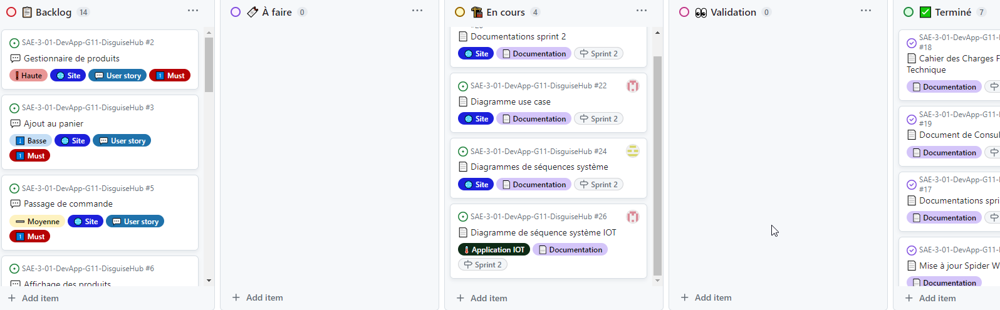 Backlog 14
SAE-3-01-DevApp-G11-DisguiseHub #2
Gestionnaire de produits
Haute Site User story Must
SAE-3-01-DevApp-G11-DisguiseHub #3
Ajout au panier
Basse Site User story
Must
SAE-3-01-DevApp-G11-DisguiseHub #5
Passage de commande
Moyenne Site User story
Must
SAE-3-01-DevApp-G11-DisguiseHub #6
Affichage des produits
Add item
À faire 0
Add item
En cours 4
Documentations sprint 2
Site Documentation Sprint 2
SAE-3-01-DevApp-G11-DisguiseHub #22
Diagramme use case
Site Documentation Sprint 2
SAE-3-01-DevApp-G11-DisguiseHub #24
Diagrammes de séquences système
Site Documentation Sprint 2
SAE-3-01-DevApp-G11-DisguiseHub #26
Diagramme de séquence système IOT
Application IOT Documentation
Sprint 2
Add item
Validation 0
Add item
Terminé 7
SAE-3-01-DevApp-G11-
#18
Cahier des Charges
Technique
Documentation
SAE-3-01-DevApp-G11-
#19
Document de Consul
Documentation
SAE-3-01-DevApp-G11-
#17
Documentations spri
Documentation
SAE-3-01-DevApp-G11-
Mise à jour Spider W
Documentation
Add item